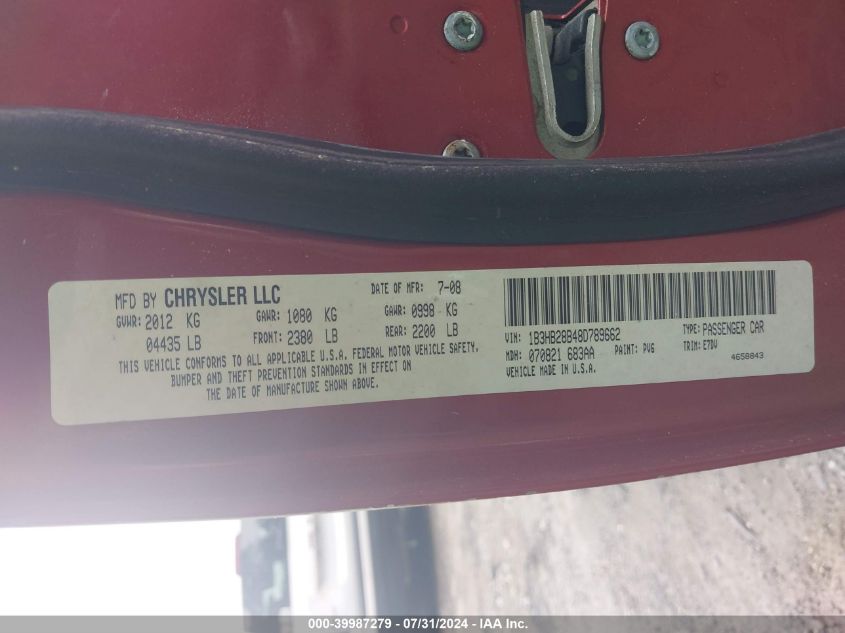 MFD BY CHRYSLER LLC DATE OF MFR: 7-08
GVWR: 2012 KG GAWR: 1080 KG GAWR: 0998 KG
04435 LB FRONT: 2380 LB REAR: 2200 LB
THIS VEHICLE CONFORMS TO ALL APPLICABLE U.S.A. FEDERAL MOTOR VEHICLE SAFETY,
BUMPER AND THEFT PREVENTION STANDARDS IN EFFECT ON
THE DATE OF MANUFACTURE SHOWN ABOVE.
VIN: 1B3HB28B48D789662 TYPE: PASSENGER CAR
MDH: 070821 683AA PAINT: PV6 TRIM: E7DV
VEHICLE MADE IN U.S.A. 4658843
000-39987279 - 07/31/2024 - IAA Inc.